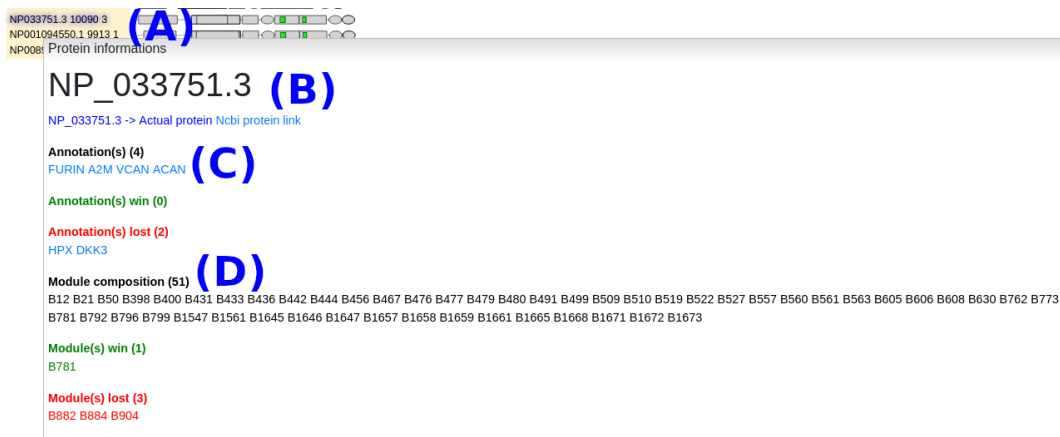 NP033751.3 10090 3 (A)
NP001094550.1 9913 1
NP0089
Protein informations
NP_033751.3 (B)
NP_033751.3 -> Actual protein Ncbi protein link
Annotation(s) (4)
FURIN A2M VCAN ACAN (C)
Annotation(s) win (0)
Annotation(s) lost (2)
HPX DKK3
Module composition (51) (D)
B12 B21 B50 B398 B400 B431 B433 B436 B442 B444 B456 B467 B476 B477 B479 B480 B491 B499 B509 B510 B519 B522 B527 B557 B560 B561 B563 B605 B606 B608 B630 B762 B773
B781 B792 B796 B799 B1547 B1561 B1645 B1646 B1647 B1657 B1658 B1659 B1661 B1665 B1668 B1671 B1672 B1673
Module(s) win (1)
B781
Module(s) lost (3)
B882 B884 B904